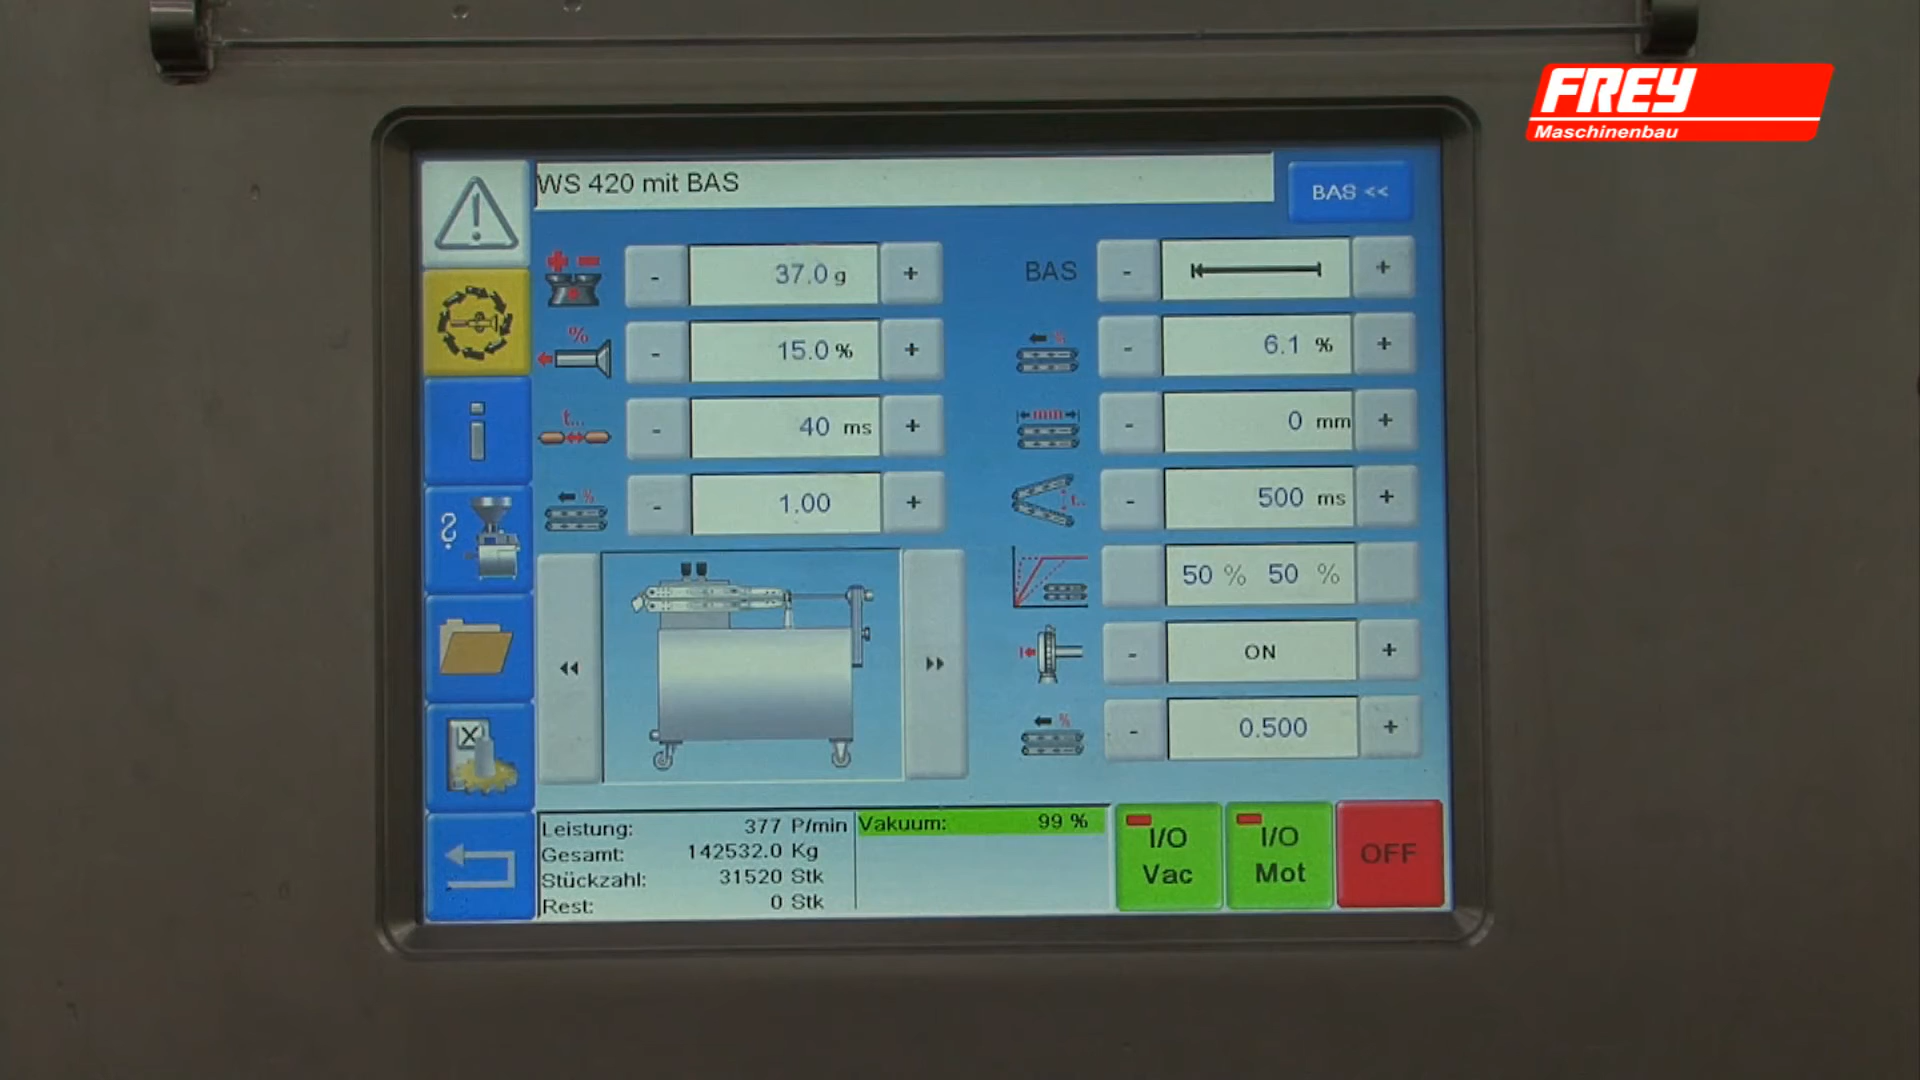 FREY
Maschinenbau
WS 420 mit BAS
BAS <<
- 37.0 g +
BAS - +
%
- 15.0 % +
%
- 6.1 % +
t...
- 40 ms +
mm
- 0 mm +
%
- 1.00 +
t..
- 500 ms +
50 % 50 %
- ON +
%
- 0.500 +
Leistung: 377 P/min
Gesamt: 142532.0 Kg
Stückzahl: 31520 Stk
Rest: 0 Stk
Vakuum: 99 %
I/O
Vac
I/O
Mot
OFF